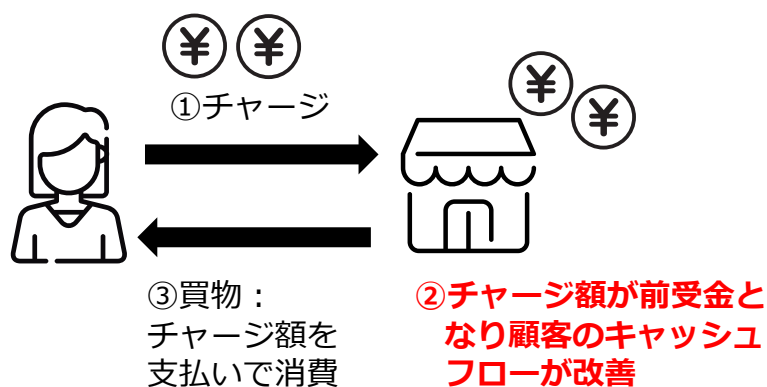 ¥ ¥
①チャージ
¥
¥
②チャージ額が前受金と
なり顧客のキャッシュ
フローが改善
③買物：
チャージ額を
支払いで消費